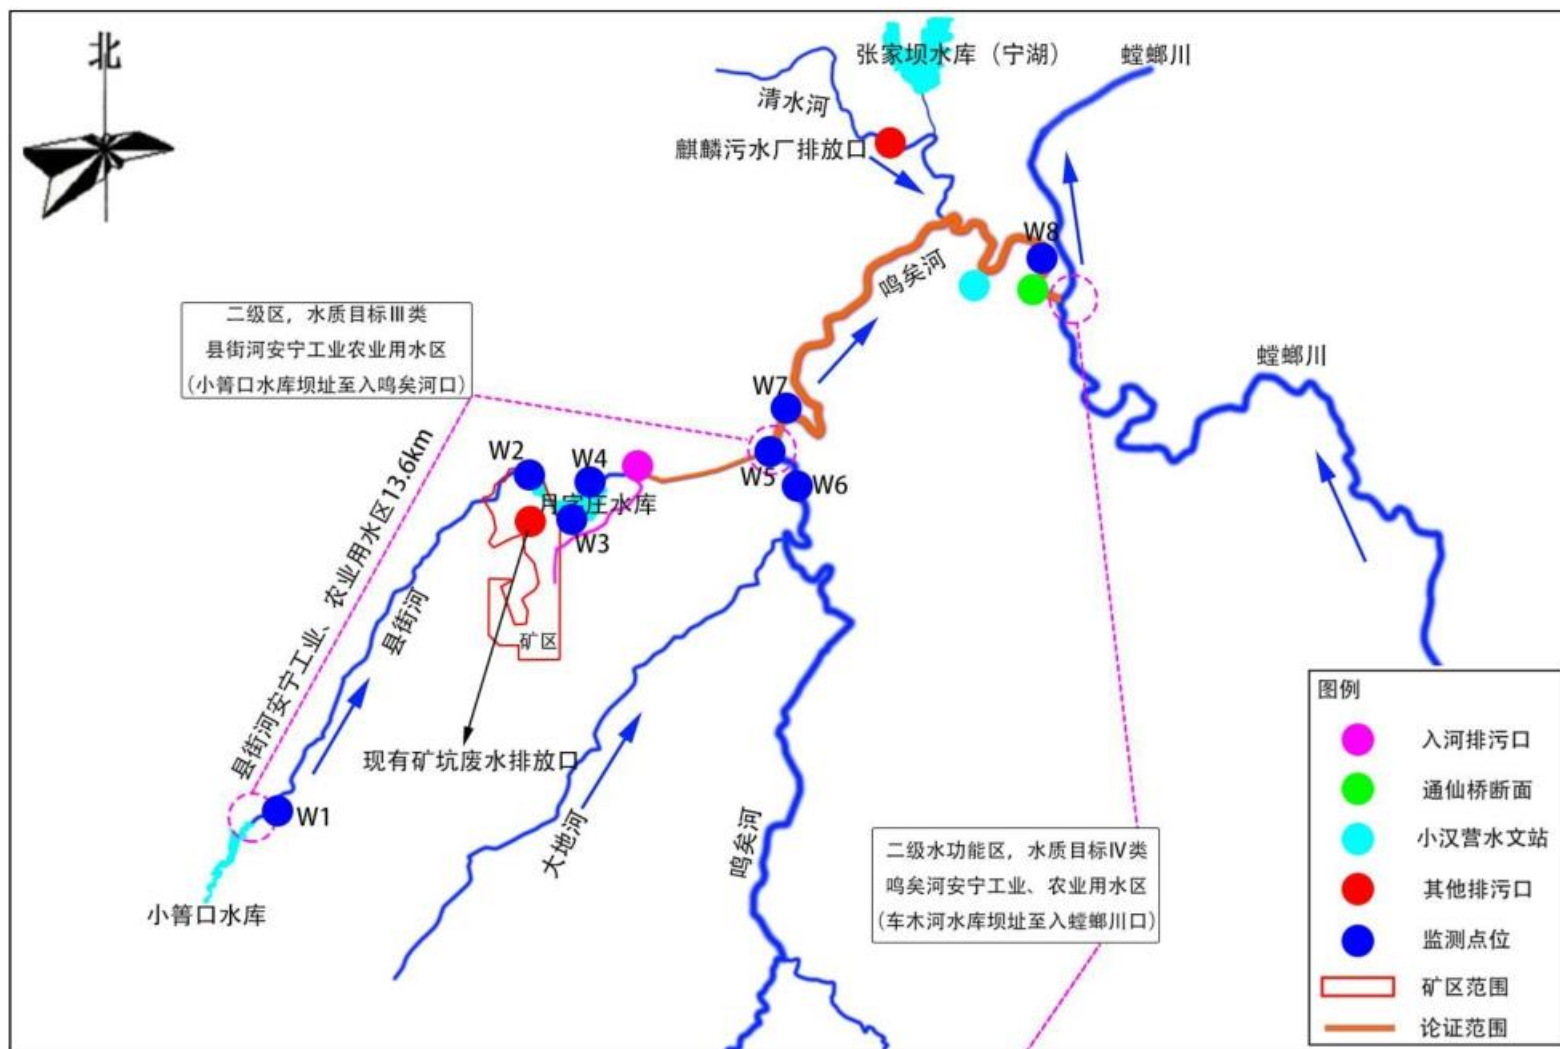 北
张家坝水库（宁湖）
螳螂川
清水河
麒麟污水厂排放口
W8
鸣矣河
二级区，水质目标Ⅲ类
县街河安宁工业农业用水区
（小箐口水库坝址至入鸣矣河口）
螳螂川
W7
W2
W4
W5
W6
月字庄水库
W3
县街河安宁工业、农业用水区13.6km
县街河
矿区
现有矿坑废水排放口
W1
大地河
鸣矣河
小箐口水库
二级水功能区，水质目标Ⅳ类
鸣矣河安宁工业、农业用水区
（车木河水库坝址至入螳螂川口）
图例
入河排污口
通仙桥断面
小汉营水文站
其他排污口
监测点位
矿区范围
论证范围